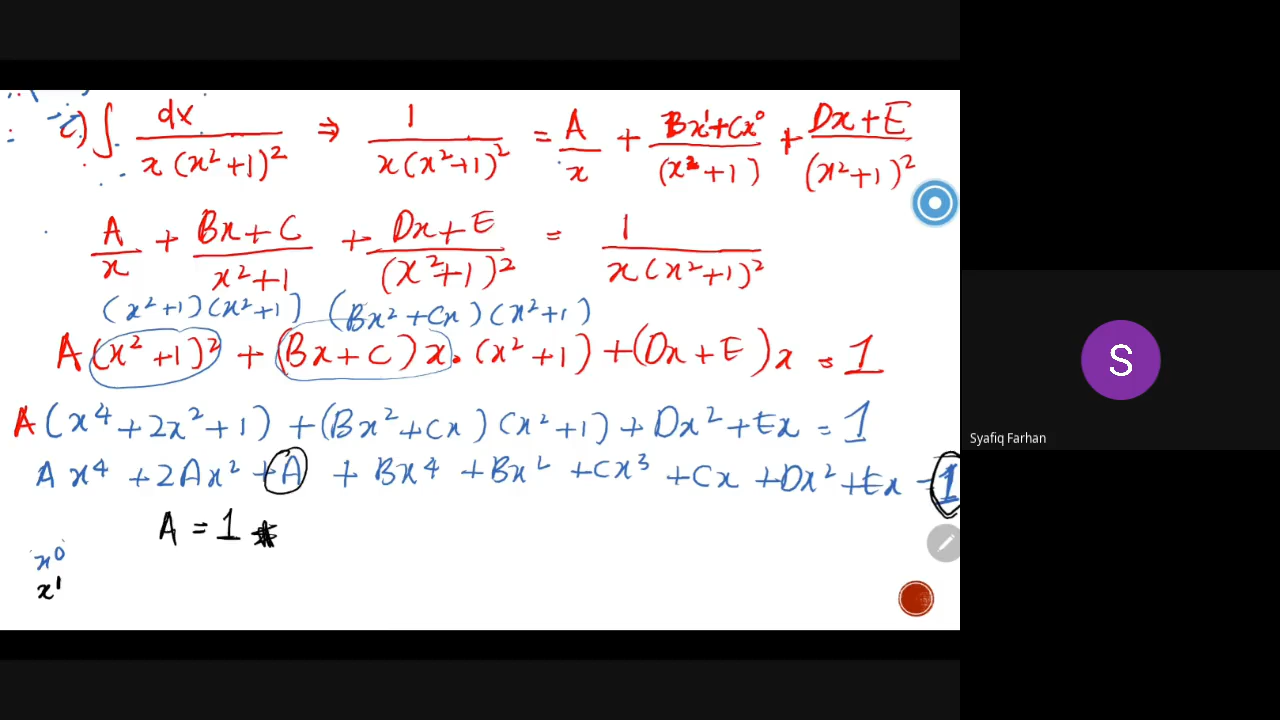 c) ∫ dx / x(x²+1)² ⇒ 1 / x(x²+1)² = A/x + Bx¹+Cx⁰ / (x²+1) + Dx+E / (x²+1)²
A/x + Bx+C / x²+1 + Dx+E / (x²+1)² = 1 / x(x²+1)²
(x²+1)(x²+1) (Bx²+Cx)(x²+1)
A(x²+1)² + (Bx+C)x·(x²+1) + (Dx+E)x = 1
A(x⁴+2x²+1) + (Bx²+Cx)(x²+1) + Dx²+Ex = 1
Ax⁴ + 2Ax² + A + Bx⁴ + Bx² + Cx³ + Cx + Dx² + Ex = 1
A = 1
x⁰
x¹
S
Syafiq Farhan